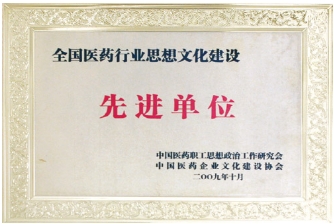 全国医药行业思想文化建设
先进单位
中国医药职工思想政治工作研究会
中国医药企业文化建设协会
二〇〇九年十月